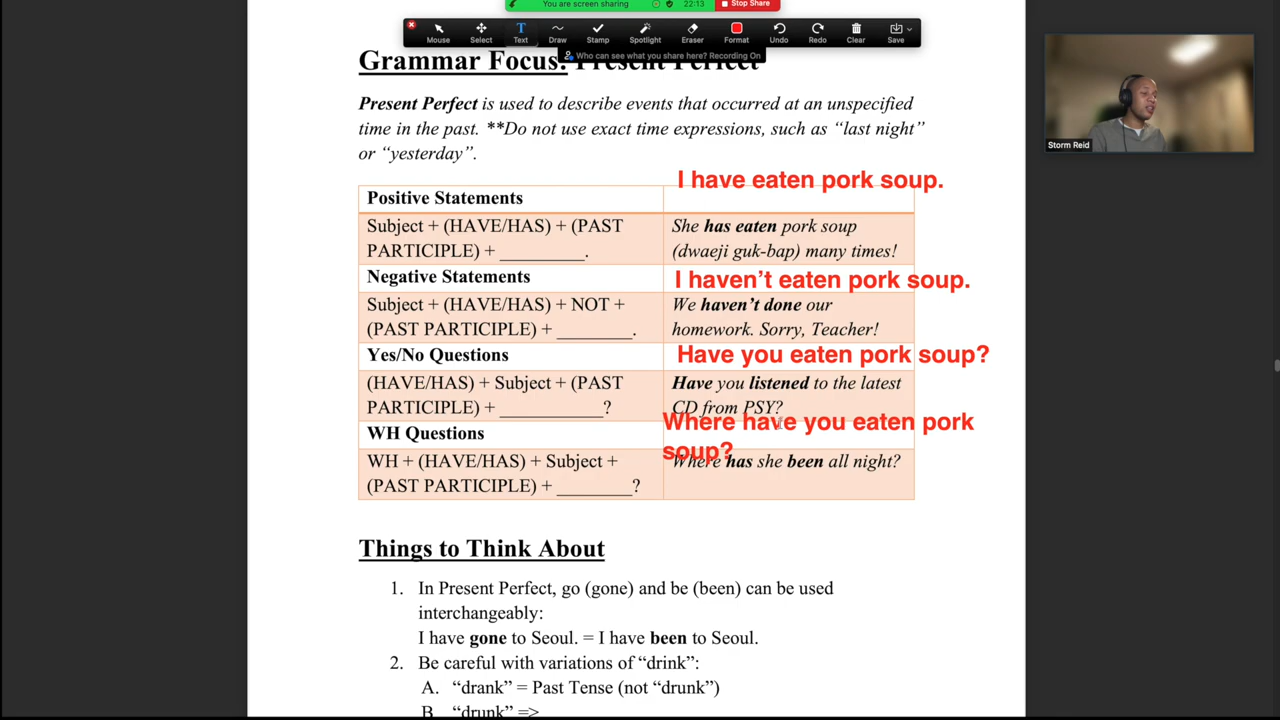 You are screen sharing
22:13
Stop Share
Mouse
Select
Text
Draw
Stamp
Spotlight
Eraser
Format
Undo
Redo
Clear
Save
Who can see what you share here? Recording On
Grammar Focus: Present Perfect
Storm Reid
Present Perfect is used to describe events that occurred at an unspecified
time in the past. **Do not use exact time expressions, such as “last night”
or “yesterday”.
I have eaten pork soup.
Positive Statements
Subject + (HAVE/HAS) + (PAST
PARTICIPLE) + _________.
She has eaten pork soup
(dwaeji guk-bap) many times!
Negative Statements
I haven’t eaten pork soup.
Subject + (HAVE/HAS) + NOT +
(PAST PARTICIPLE) + ________.
We haven’t done our
homework. Sorry, Teacher!
Yes/No Questions
Have you eaten pork soup?
(HAVE/HAS) + Subject + (PAST
PARTICIPLE) + ___________?
Have you listened to the latest
CD from PSY?
WH Questions
Where have you eaten pork
soup?
WH + (HAVE/HAS) + Subject +
(PAST PARTICIPLE) + ________?
Where has she been all night?
Things to Think About
1. In Present Perfect, go (gone) and be (been) can be used
interchangeably:
I have gone to Seoul. = I have been to Seoul.
2. Be careful with variations of “drink”:
A. “drank” = Past Tense (not “drunk”)
B. “drunk” =>